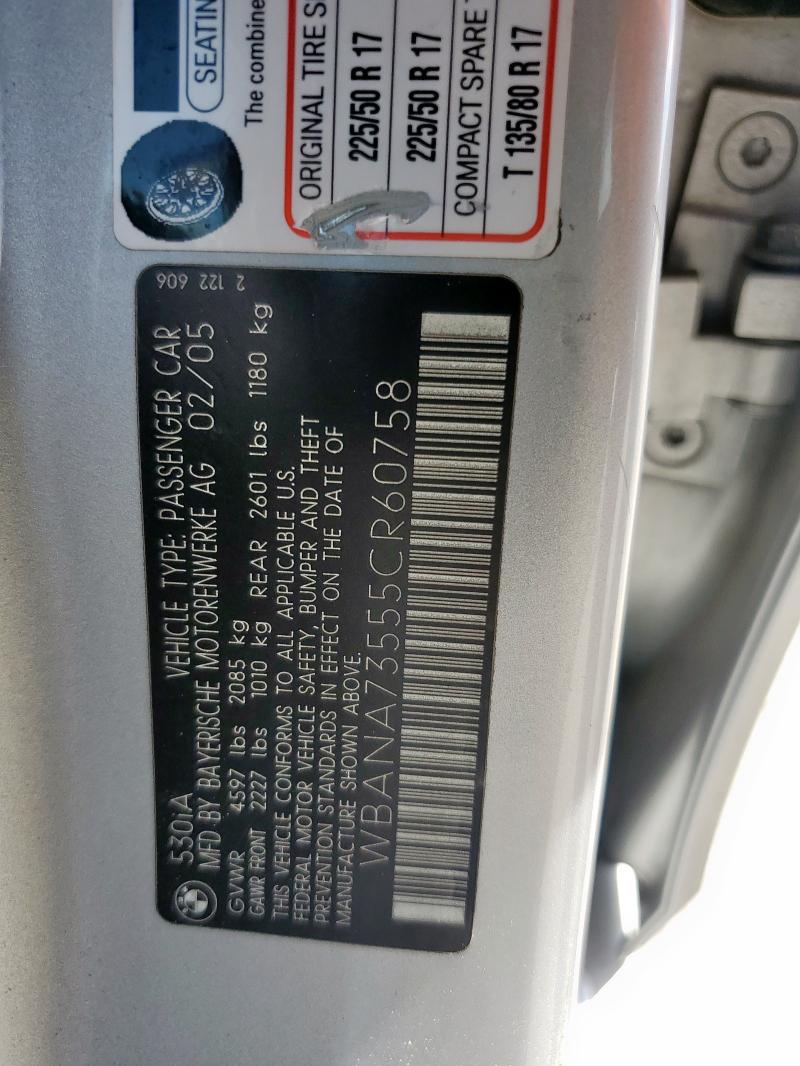 SEATIN
The combine
ORIGINAL TIRE S
225/50 R 17
225/50 R 17
COMPACT SPARE
T 135/80 R 17
2 122 606
530iA VEHICLE TYPE: PASSENGER CAR
MFD BY BAYERISCHE MOTORENWERKE AG 02/05
GVWR 4597 lbs 2085 kg
GAWR FRONT 2227 lbs 1010 kg REAR 2601 lbs 1180 kg
THIS VEHICLE CONFORMS TO ALL APPLICABLE U.S.
FEDERAL MOTOR VEHICLE SAFETY, BUMPER AND THEFT
PREVENTION STANDARDS IN EFFECT ON THE DATE OF
MANUFACTURE SHOWN ABOVE.
WBANA73555CR60758